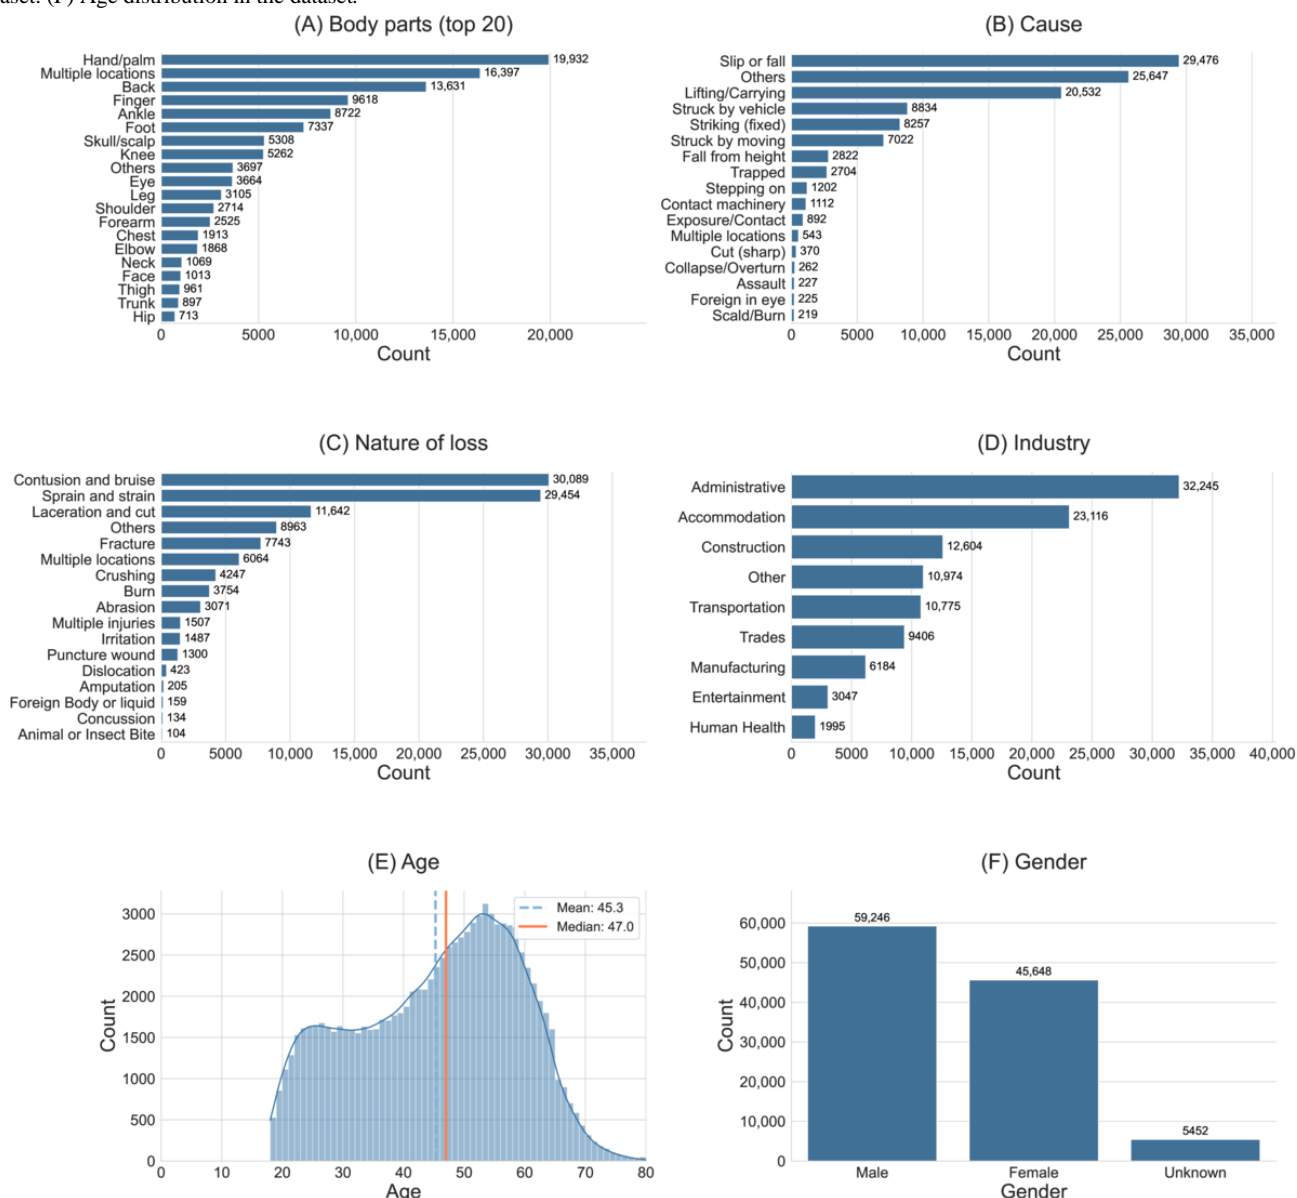 aset. (F) Age distribution in the dataset.
(A) Body parts (top 20)
Hand/palm 19,932
Multiple locations 16,397
Back 13,631
Finger 9618
Ankle 8722
Foot 7337
Skull/scalp 5308
Knee 5262
Others 3697
Eye 3664
Leg 3105
Shoulder 2714
Forearm 2525
Chest 1913
Elbow 1868
Neck 1069
Face 1013
Thigh 961
Trunk 897
Hip 713
0 5000 10,000 15,000 20,000
Count
(B) Cause
Slip or fall 29,476
Others 25,647
Lifting/Carrying 20,532
Struck by vehicle 8834
Striking (fixed) 8257
Struck by moving 7022
Fall from height 2822
Trapped 2704
Stepping on 1202
Contact machinery 1112
Exposure/Contact 892
Multiple locations 543
Cut (sharp) 370
Collapse/Overturn 262
Assault 227
Foreign in eye 225
Scald/Burn 219
0 5000 10,000 15,000 20,000 25,000 30,000 35,000
Count
(C) Nature of loss
Contusion and bruise 30,089
Sprain and strain 29,454
Laceration and cut 11,642
Others 8963
Fracture 7743
Multiple locations 6064
Crushing 4247
Burn 3754
Abrasion 3071
Multiple injuries 1507
Irritation 1487
Puncture wound 1300
Dislocation 423
Amputation 205
Foreign Body or liquid 159
Concussion 134
Animal or Insect Bite 104
0 5000 10,000 15,000 20,000 25,000 30,000 35,000
Count
(D) Industry
Administrative 32,245
Accommodation 23,116
Construction 12,604
Other 10,974
Transportation 10,775
Trades 9406
Manufacturing 6184
Entertainment 3047
Human Health 1995
0 5000 10,000 15,000 20,000 25,000 30,000 35,000 40,000
Count
(E) Age
Mean: 45.3
Median: 47.0
3000
2500
2000
1500
1000
500
0
Count
0 10 20 30 40 50 60 70 80
Age
(F) Gender
60,000
50,000
40,000
30,000
20,000
10,000
0
Count
59,246
45,648
5452
Male Female Unknown
Gender